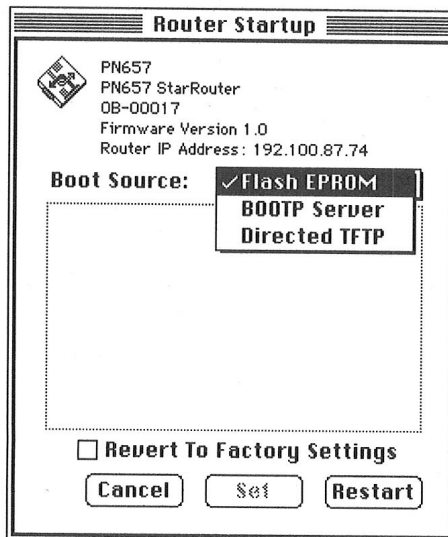 Router Startup
PN657
PN657 StarRouter
OB-00017
Firmware Version 1.0
Router IP Address: 192.100.87.74
Boot Source: ✓Flash EPROM
BOOTP Server
Directed TFTP
Revert To Factory Settings
Cancel Set Restart